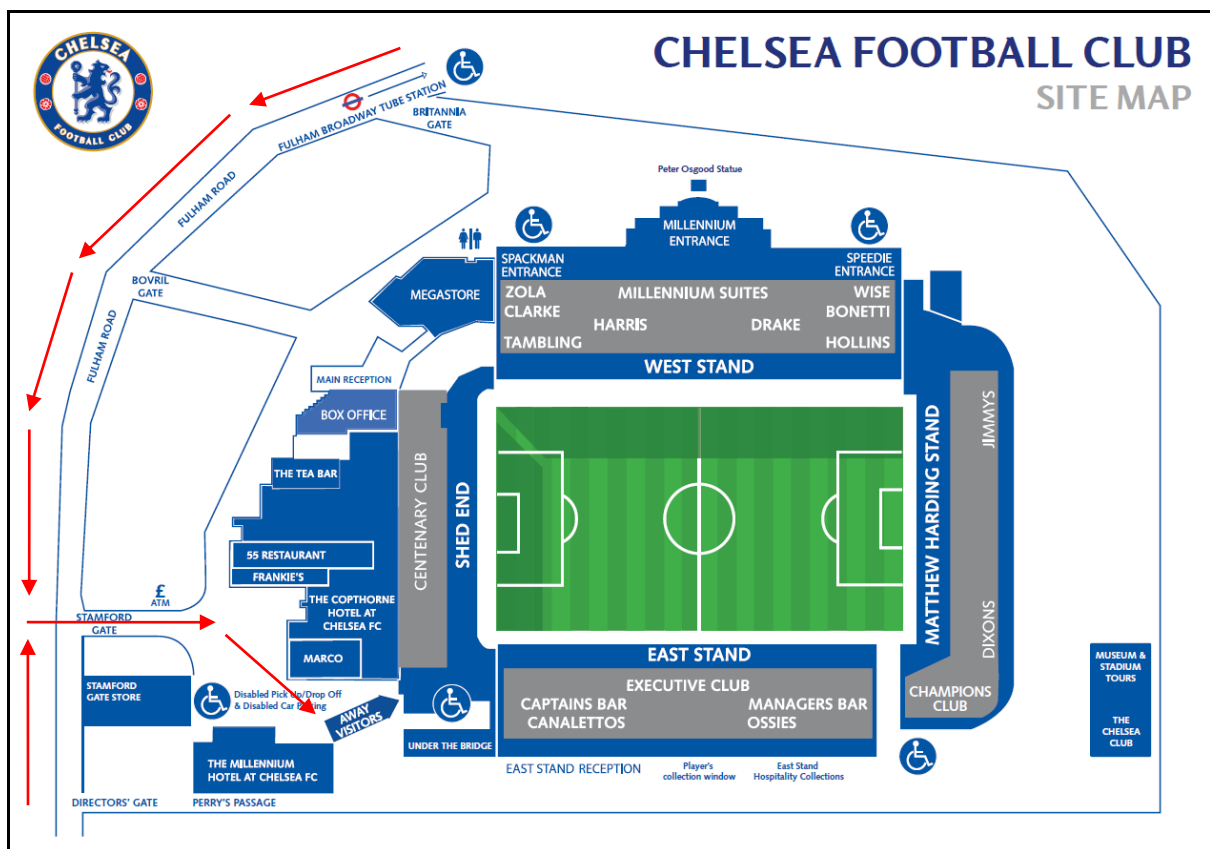 CHELSEA FOOTBALL CLUB
SITE MAP
CHELSEA
FOOTBALL CLUB
FULHAM BROADWAY TUBE STATION
BRITANNIA
GATE
FULHAM ROAD
BOVRIL
GATE
FULHAM ROAD
Peter Osgood Statue
MILLENNIUM
ENTRANCE
SPACKMAN
ENTRANCE
SPEEDIE
ENTRANCE
MEGASTORE
ZOLA
CLARKE
TAMBLING
MILLENNIUM SUITES
HARRIS
DRAKE
WISE
BONETTI
HOLLINS
WEST STAND
MAIN RECEPTION
BOX OFFICE
THE TEA BAR
55 RESTAURANT
FRANKIE'S
THE COPTHORNE
HOTEL AT
CHELSEA FC
MARCO
CENTENARY CLUB
SHED END
MATTHEW HARDING STAND
JIMMYS
DIXONS
CHAMPIONS
CLUB
£
ATM
STAMFORD
GATE
STAMFORD
GATE STORE
Disabled Pick Up/Drop Off
& Disabled Car Parking
AWAY
VISITORS
THE MILLENNIUM
HOTEL AT CHELSEA FC
UNDER THE BRIDGE
EAST STAND
EXECUTIVE CLUB
CAPTAINS BAR
CANALETTOS
MANAGERS BAR
OSSIES
EAST STAND RECEPTION
Player's
collection window
East Stand
Hospitality Collections
MUSEUM &
STADIUM
TOURS
THE
CHELSEA
CLUB
DIRECTORS' GATE
PERRY'S PASSAGE